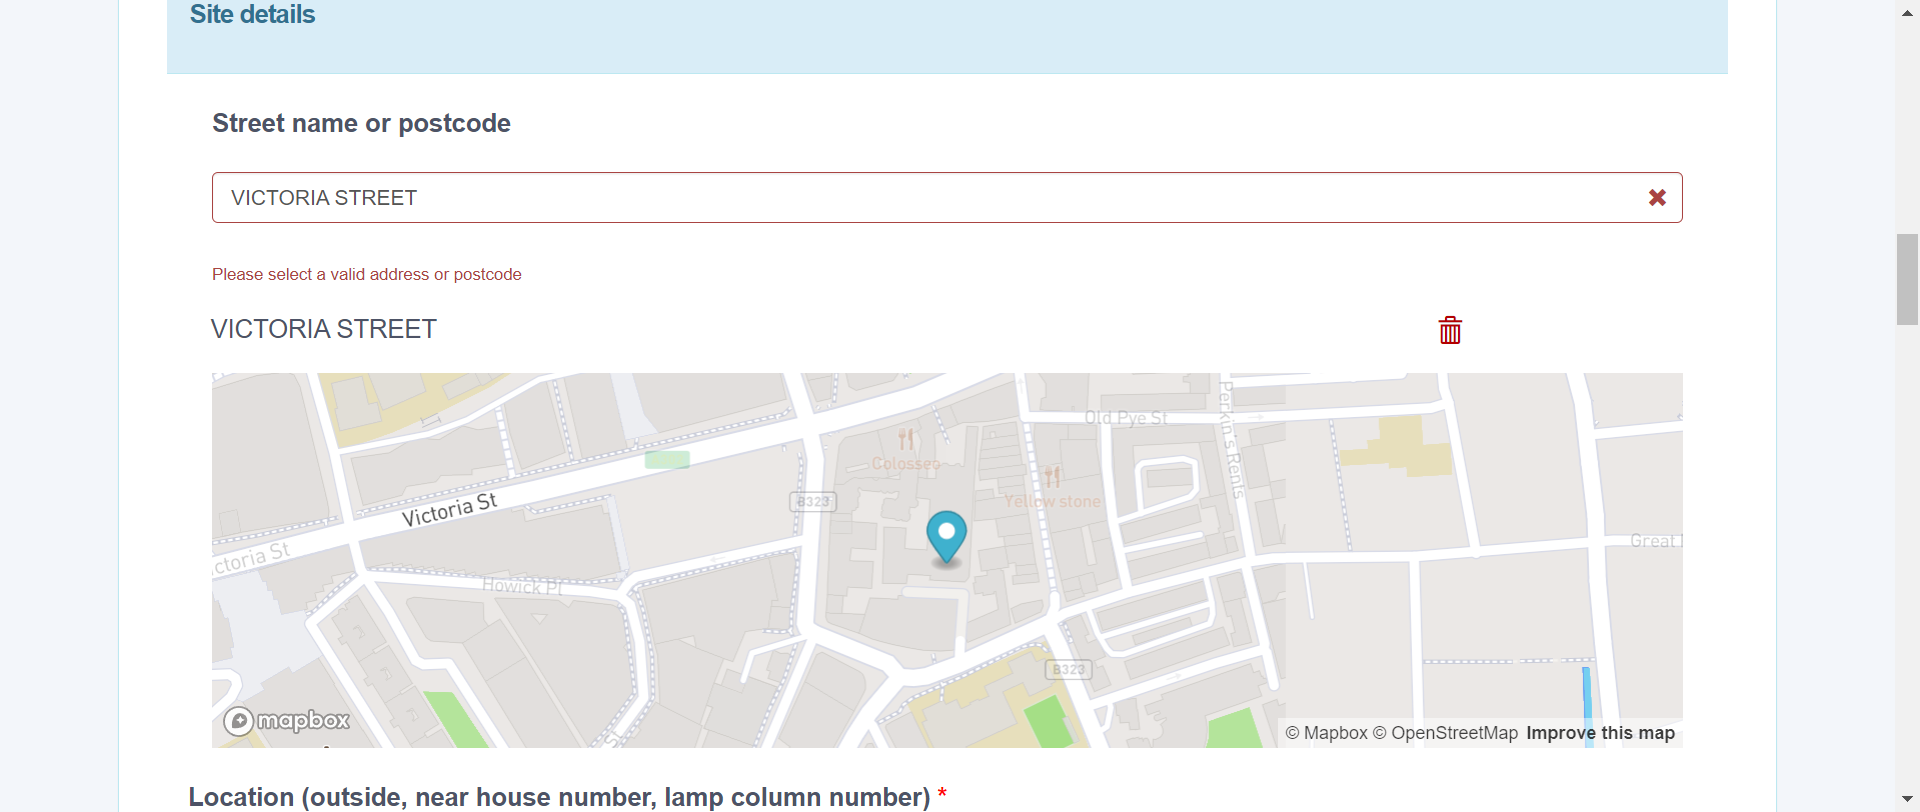 Site details
Street name or postcode
VICTORIA STREET
Please select a valid address or postcode
VICTORIA STREET
Old Pye St
Perkin's Rents
Colosseo
Yellow stone
B323
Victoria St
ctoria St
Great
Howick Pl
B323
mapbox
© Mapbox © OpenStreetMap Improve this map
Location (outside, near house number, lamp column number) *